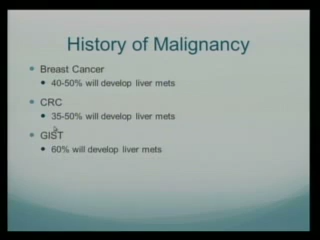 History of Malignancy
Breast Cancer
40-50% will develop liver mets
CRC
35-50% will develop liver mets
GIST
60% will develop liver mets